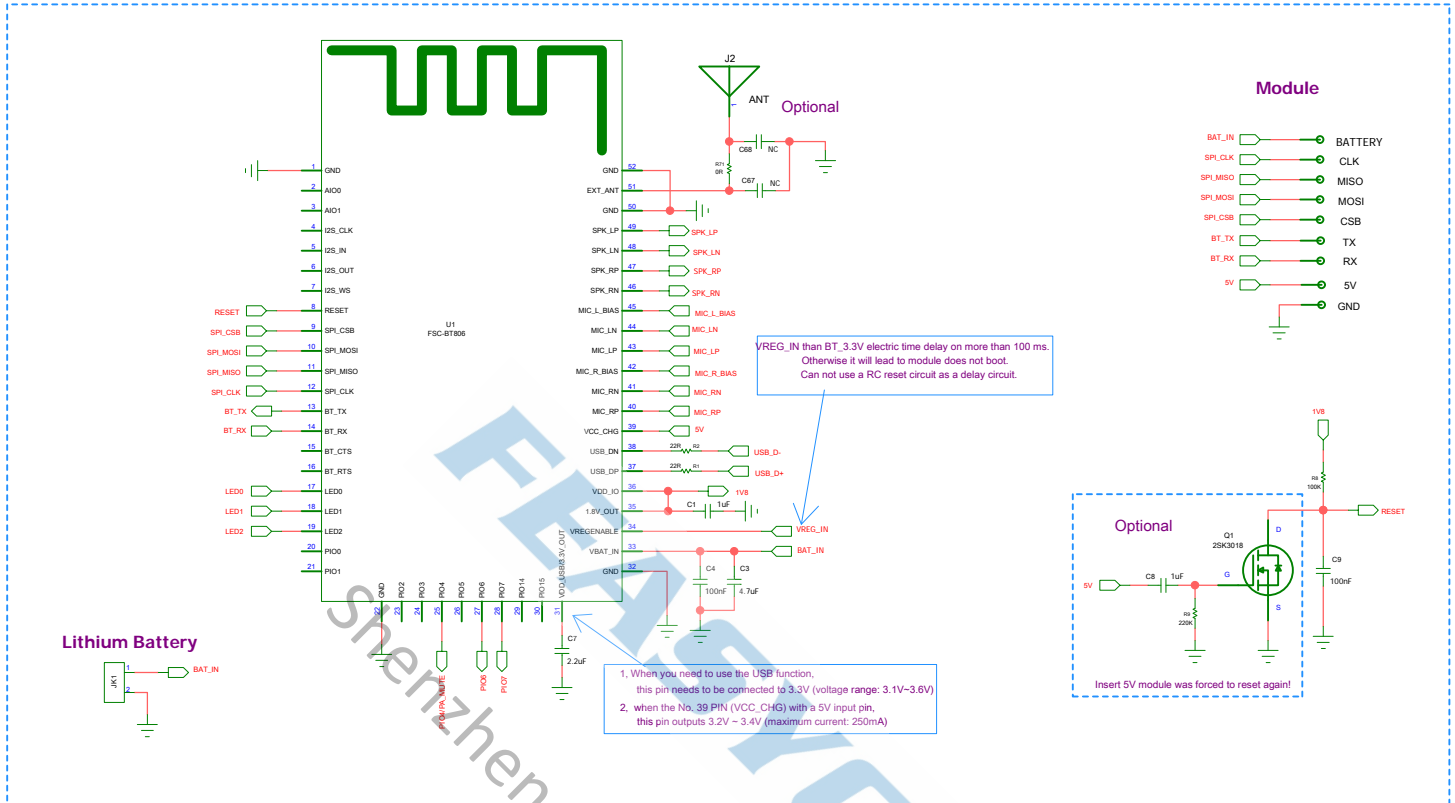 J2
ANT
1
Optional
C68
NC
R71
0R
C67
NC
U1
FSC-BT806
1
GND
2
AIO0
3
AIO1
4
I2S_CLK
5
I2S_IN
6
I2S_OUT
7
I2S_WS
RESET
8
RESET
SPI_CSB
9
SPI_CSB
SPI_MOSI
10
SPI_MOSI
SPI_MISO
11
SPI_MISO
SPI_CLK
12
SPI_CLK
BT_TX
13
BT_TX
BT_RX
14
BT_RX
15
BT_CTS
16
BT_RTS
LED0
17
LED0
LED1
18
LED1
LED2
19
LED2
20
PIO0
21
PIO1
GND
22
PIO2
23
PIO3
24
PIO4
25
PIO5
26
PIO6
27
PIO7
28
PIO14
29
PIO15
30
VDD_USB/3.3V_OUT
31
PIO4/PA_MUTE
PIO6
PIO7
C7
2.2uF
GND
52
EXT_ANT
51
GND
50
SPK_LP
49
SPK_LP
SPK_LN
48
SPK_LN
SPK_RP
47
SPK_RP
SPK_RN
46
SPK_RN
MIC_L_BIAS
45
MIC_L_BIAS
MIC_LN
44
MIC_LN
MIC_LP
43
MIC_LP
MIC_R_BIAS
42
MIC_R_BIAS
MIC_RN
41
MIC_RN
MIC_RP
40
MIC_RP
VCC_CHG
39
5V
USB_DN
38
22R
R2
USB_D-
USB_DP
37
22R
R1
USB_D+
VDD_IO
36
1V8
1.8V_OUT
35
C1
1uF
VREGENABLE
34
VREG_IN
VBAT_IN
33
BAT_IN
GND
32
C4
100nF
C3
4.7uF
VREG_IN than BT_3.3V electric time delay on more than 100 ms.
Otherwise it will lead to module does not boot.
Can not use a RC reset circuit as a delay circuit.
1, When you need to use the USB function,
this pin needs to be connected to 3.3V (voltage range: 3.1V~3.6V)
2, when the No. 39 PIN (VCC_CHG) with a 5V input pin,
this pin outputs 3.2V ~ 3.4V (maximum current: 250mA)
Lithium Battery
JK1
1
2
BAT_IN
Module
BAT_IN
BATTERY
SPI_CLK
CLK
SPI_MISO
MISO
SPI_MOSI
MOSI
SPI_CSB
CSB
BT_TX
TX
BT_RX
RX
5V
5V
GND
1V8
R8
100K
RESET
C9
100nF
Optional
Q1
2SK3018
D
G
S
5V
C8
1uF
R9
220K
Insert 5V module was forced to reset again!
FEASYC
Shenzhen